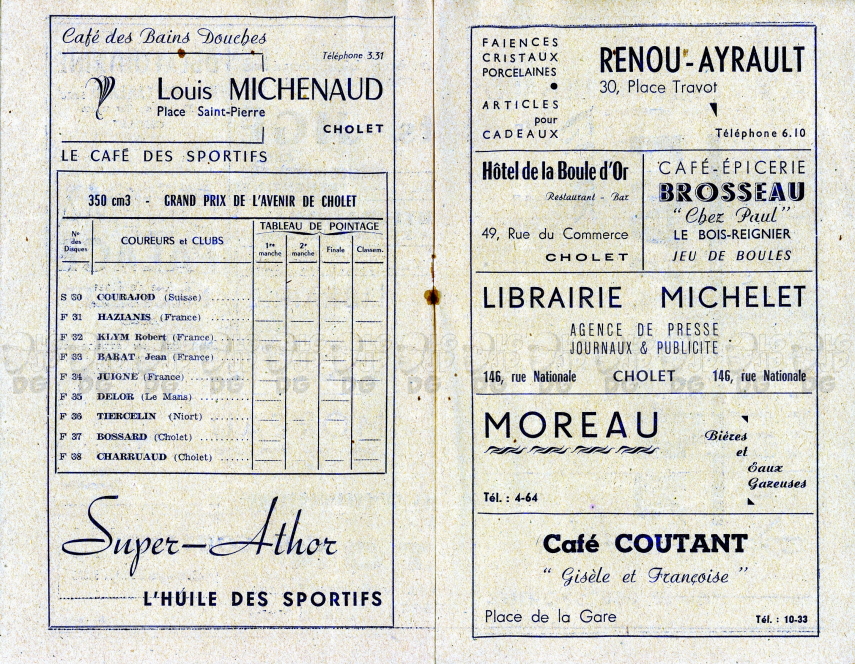 Café des Bains Douches
Téléphone 3.31
Louis MICHENAUD
Place Saint-Pierre
CHOLET
LE CAFÉ DES SPORTIFS
350 cm3 - GRAND PRIX DE L'AVENIR DE CHOLET
N° des Disques
COUREURS et CLUBS
TABLEAU DE POINTAGE
1re manche
2e manche
Finale
Classem.
S 30 COURAJOD (Suisse)
F 31 HAZIANIS (France)
F 32 KLYM Robert (France)
F 33 BARAT Jean (France)
F 34 JUIGNÉ (France)
F 35 DELOR (Le Mans)
F 36 TIERCELIN (Niort)
F 37 BOSSARD (Cholet)
F 38 CHARRUAUD (Cholet)
Super-Athor
L'HUILE DES SPORTIFS
FAIENCES
CRISTAUX
PORCELAINES
ARTICLES
pour
CADEAUX
RENOU-AYRAULT
30, Place Travot
Téléphone 6.10
Hôtel de la Boule d'Or
Restaurant - Bar
49, Rue du Commerce
CHOLET
CAFÉ-ÉPICERIE
BROSSEAU
"Chez Paul"
LE BOIS-REIGNIER
JEU DE BOULES
LIBRAIRIE MICHELET
AGENCE DE PRESSE
JOURNAUX & PUBLICITE
146, rue Nationale CHOLET 146, rue Nationale
MOREAU
Bières
et
Eaux
Gazeuses
Tél. : 4-64
Café COUTANT
" Gisèle et Françoise "
Place de la Gare
Tél. : 10-33